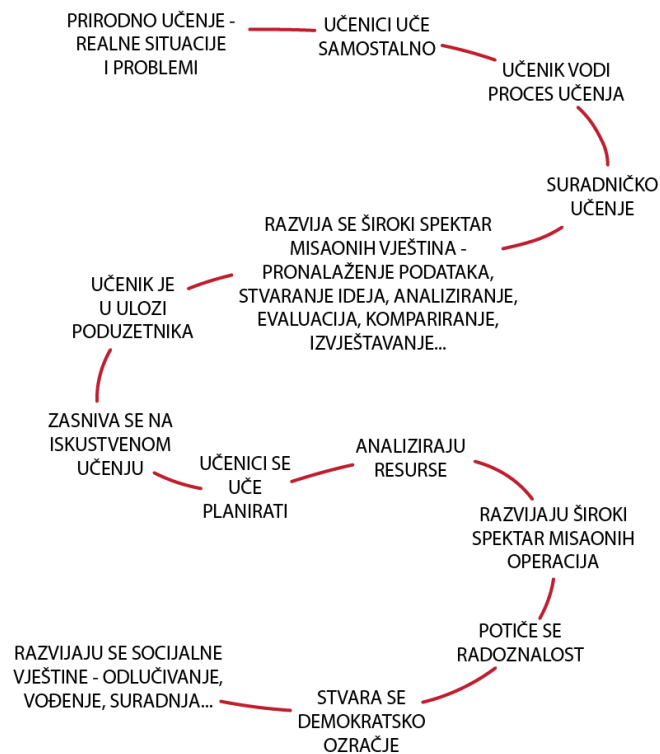 PRIRODNO UČENJE -
REALNE SITUACIJE
I PROBLEMI
UČENICI UČE
SAMOSTALNO
UČENIK VODI
PROCES UČENJA
SURADNIČKO
UČENJE
RAZVIJA SE ŠIROKI SPEKTAR
MISAONIH VJEŠTINA -
PRONALAŽENJE PODATAKA,
STVARANJE IDEJA, ANALIZIRANJE,
EVALUACIJA, KOMPARIRANJE,
IZVJEŠTAVANJE...
UČENIK JE
U ULOZI
PODUZETNIKA
ZASNIVA SE NA
ISKUSTVENOM
UČENJU
UČENICI SE
UČE
PLANIRATI
ANALIZIRAJU
RESURSE
RAZVIJAJU ŠIROKI
SPEKTAR MISAONIH
OPERACIJA
POTIČE SE
RADOZNALOST
STVARA SE
DEMOKRATSKO
OZRAČJE
RAZVIJAJU SE SOCIJALNE
VJEŠTINE - ODLUČIVANJE,
VOĐENJE, SURADNJA...